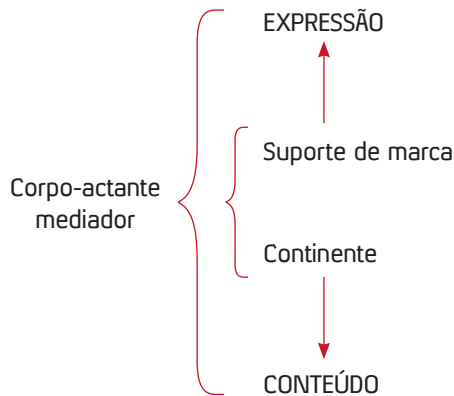 EXPRESSÃO
Suporte de marca
Corpo-actante
mediador
Continente
CONTEÚDO